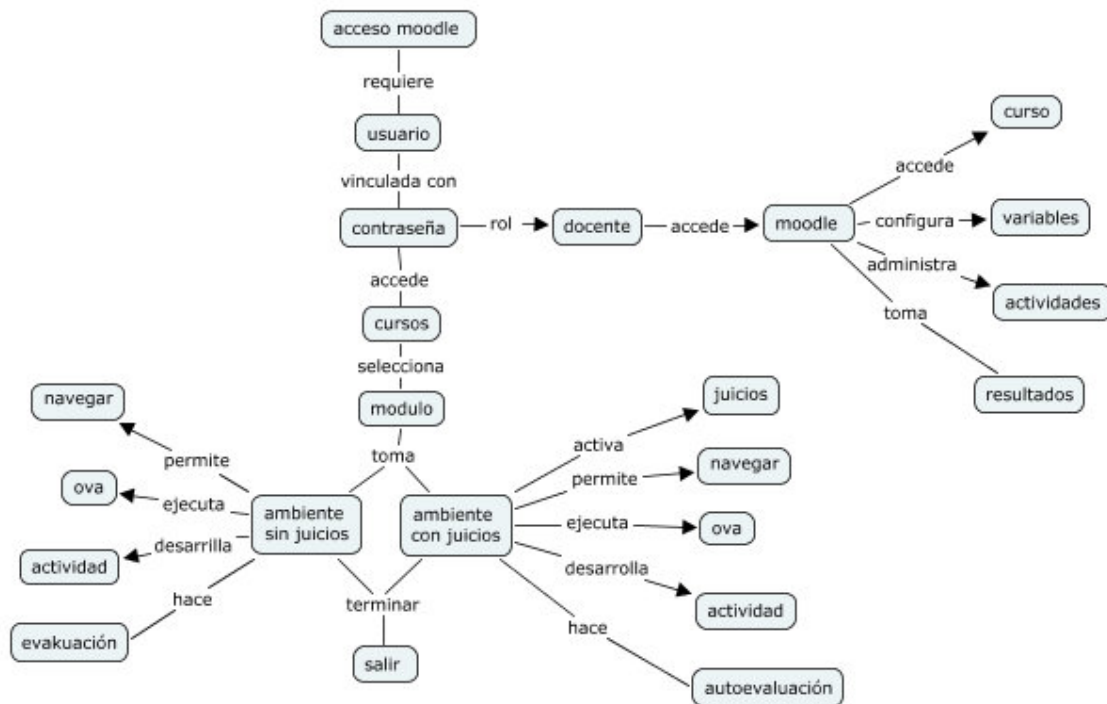 acceso moodle
requiere
usuario
vinculada con
contraseña
rol
docente
accede
moodle
accede
curso
configura
variables
administra
actividades
toma
resultados
accede
cursos
selecciona
modulo
toma
ambiente
sin juicios
permite
navegar
ejecuta
ova
desarrilla
actividad
hace
evakuación
ambiente
con juicios
activa
juicios
permite
navegar
ejecuta
ova
desarrolla
actividad
hace
autoevaluación
terminar
salir